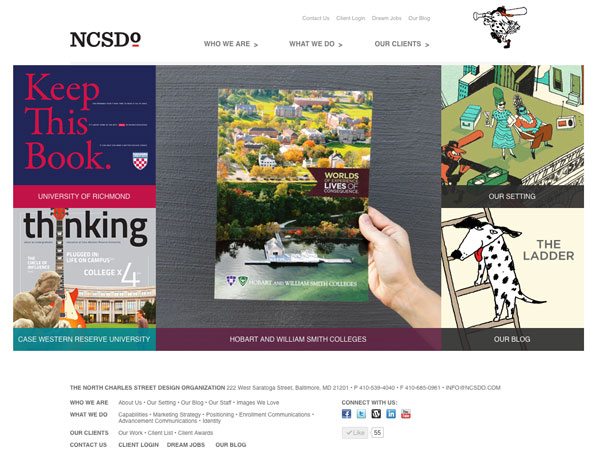 Contact Us Client Login Dream Jobs Our Blog
NCSDo
WHO WE ARE >
WHAT WE DO >
OUR CLIENTS >
Keep
This
Book.
UNIVERSITY OF RICHMOND
WORLDS
OF EXPERIENCE
LIVES OF
CONSEQUENCE.
HOBART AND WILLIAM SMITH COLLEGES
HOBART AND WILLIAM SMITH COLLEGES
OUR SETTING
thinking
THE
CIRCLE OF
INFLUENCE
PLUGGED IN:
LIFE ON CAMPUS
COLLEGE X
4
CASE WESTERN RESERVE UNIVERSITY
THE
LADDER
OUR BLOG
THE NORTH CHARLES STREET DESIGN ORGANIZATION 222 West Saratoga Street, Baltimore, MD 21201 • P 410-539-4040 • F 410-685-0961 • INFO@NCSDO.COM
WHO WE ARE About Us • Our Setting • Our Blog • Our Staff • Images We Love
WHAT WE DO Capabilities • Marketing Strategy • Positioning • Enrollment Communications •
Advancement Communications • Identity
OUR CLIENTS Our Work • Client List • Client Awards
CONTACT US CLIENT LOGIN DREAM JOBS OUR BLOG
CONNECT WITH US:
Like 55